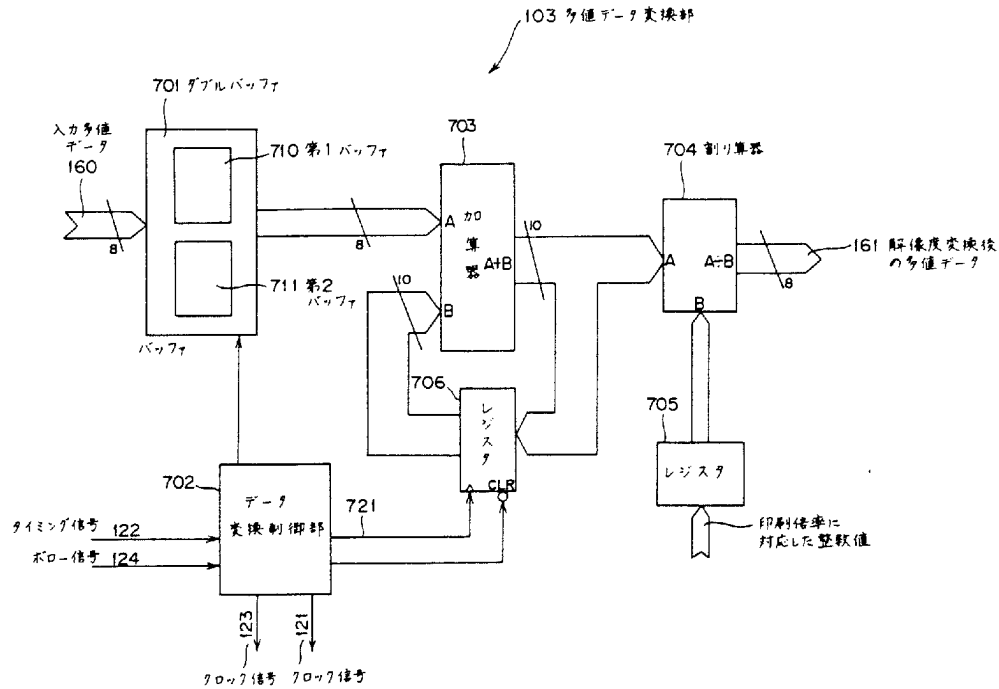 103 多値データ変換部
701 ダブルバッファ
入力多値
データ
160
8
710 第1バッファ
711 第2
バッファ
バッファ
8
703
加
算
器
A
B
A+B
10
10
704 割り算器
A
A÷B
B
8
161 解像度変換後
の多値データ
706
レ
ジ
ス
タ
CLR
705
レジスタ
印刷倍率に
対応した整数値
702
データ
変換制御部
721
タイミング信号 122
ボロー信号 124
123
121
クロック信号 クロック信号